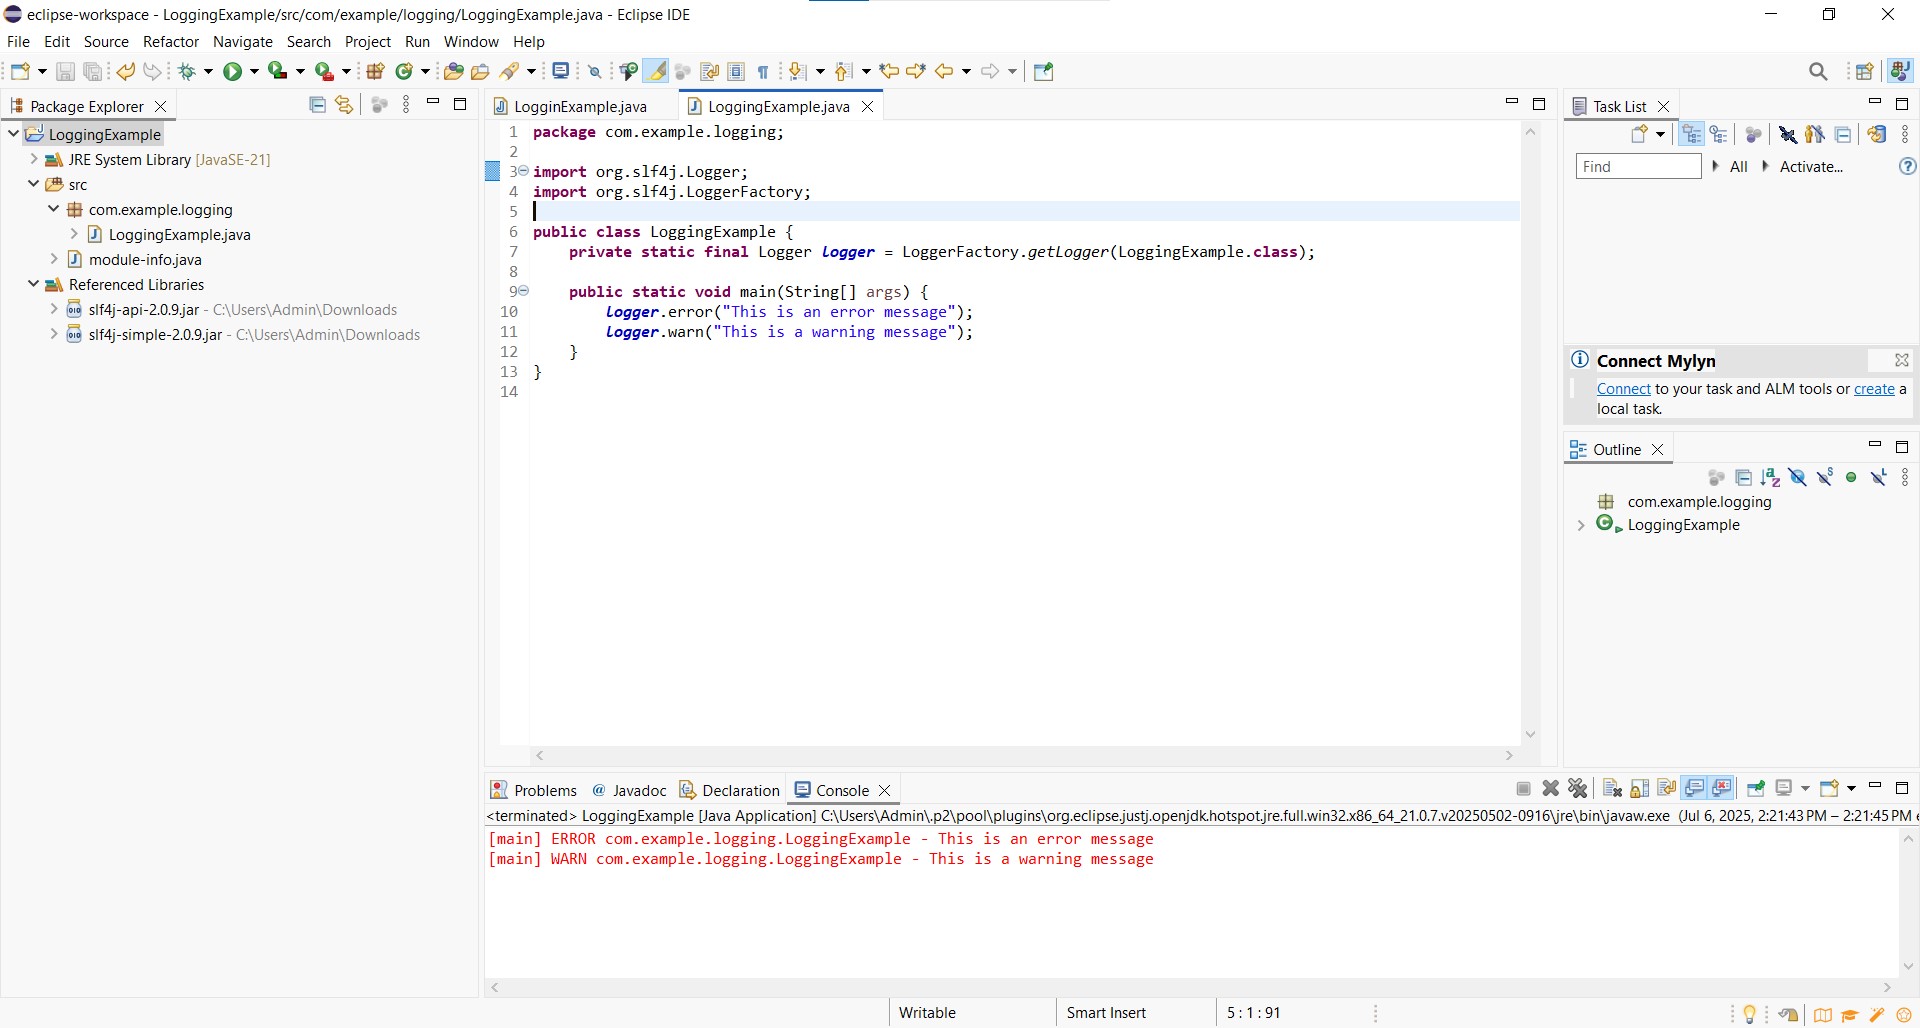 eclipse-workspace - LoggingExample/src/com/example/logging/LoggingExample.java - Eclipse IDE
File Edit Source Refactor Navigate Search Project Run Window Help
Package Explorer
LoggingExample
JRE System Library [JavaSE-21]
src
com.example.logging
LoggingExample.java
module-info.java
Referenced Libraries
slf4j-api-2.0.9.jar - C:\Users\Admin\Downloads
slf4j-simple-2.0.9.jar - C:\Users\Admin\Downloads
LogginExample.java
LoggingExample.java
1 package com.example.logging;
2
3 import org.slf4j.Logger;
4 import org.slf4j.LoggerFactory;
5
6 public class LoggingExample {
7     private static final Logger logger = LoggerFactory.getLogger(LoggingExample.class);
8
9     public static void main(String[] args) {
10         logger.error("This is an error message");
11         logger.warn("This is a warning message");
12     }
13 }
14
Task List
Find
All
Activate...
Connect Mylyn
Connect to your task and ALM tools or create a
local task.
Outline
com.example.logging
LoggingExample
Problems @ Javadoc Declaration Console
<terminated> LoggingExample [Java Application] C:\Users\Admin\.p2\pool\plugins\org.eclipse.justj.openjdk.hotspot.jre.full.win32.x86_64_21.0.7.v20250502-0916\jre\bin\javaw.exe (Jul 6, 2025, 2:21:43 PM – 2:21:45 PM
[main] ERROR com.example.logging.LoggingExample - This is an error message
[main] WARN com.example.logging.LoggingExample - This is a warning message
Writable
Smart Insert
5 : 1 : 91